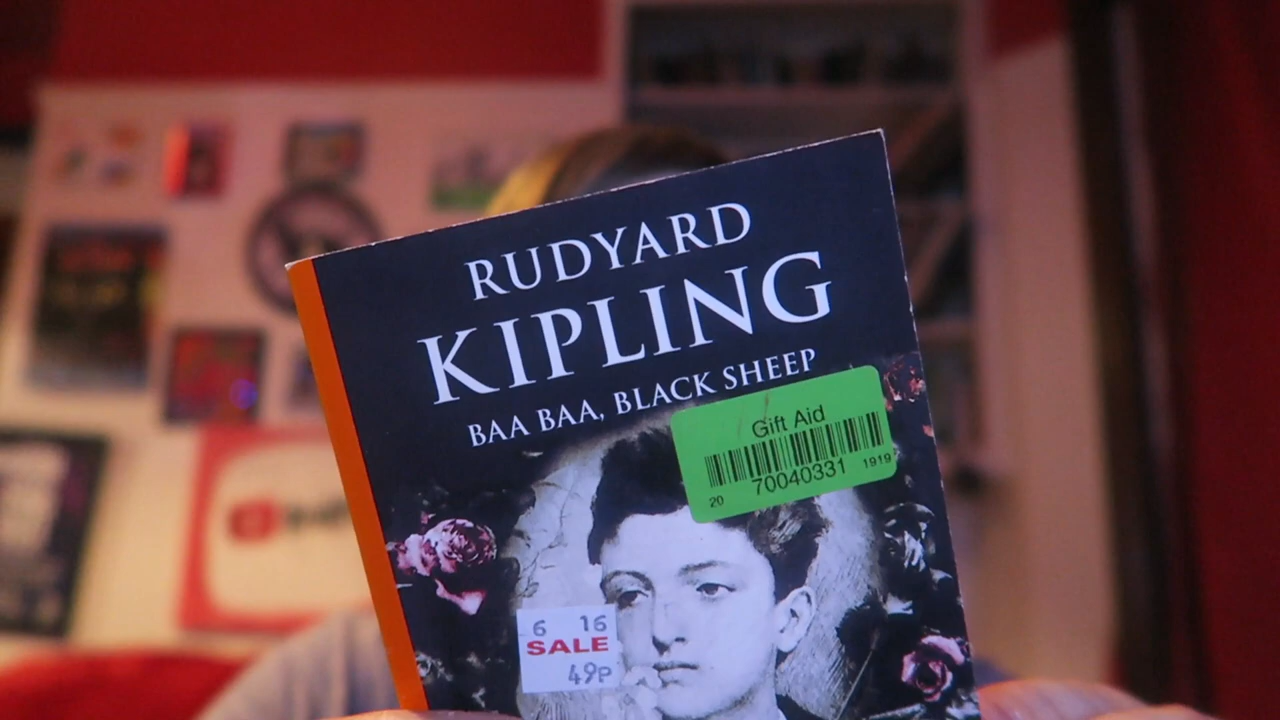 RUDYARD
KIPLING
BAA BAA, BLACK SHEEP
Gift Aid
20 70040331 1919
6 16
SALE
49P